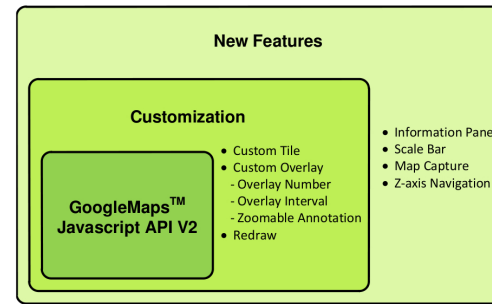 New Features
Customization
GoogleMaps™
Javascript API V2
• Custom Tile
• Custom Overlay
- Overlay Number
- Overlay Interval
- Zoomable Annotation
• Redraw
• Information Pane
• Scale Bar
• Map Capture
• Z-axis Navigation